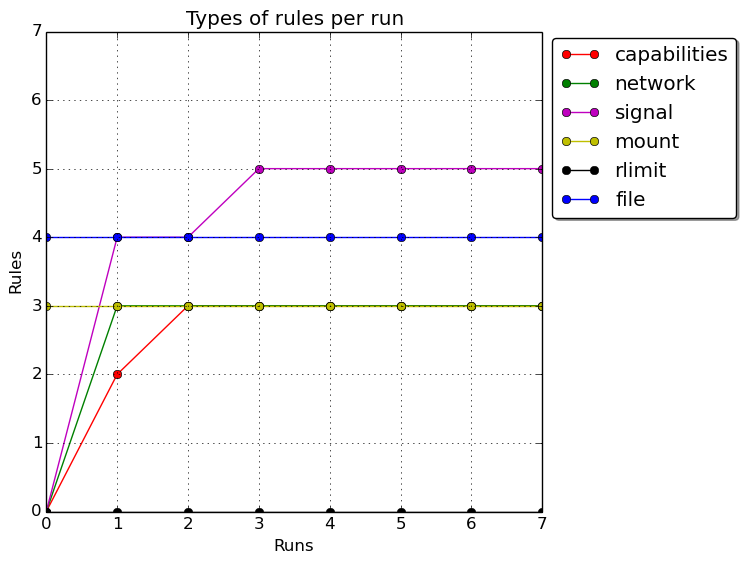 Types of rules per run
7
6
5
4
3
2
1
0
Rules
0 1 2 3 4 5 6 7
Runs
capabilities
network
signal
mount
rlimit
file